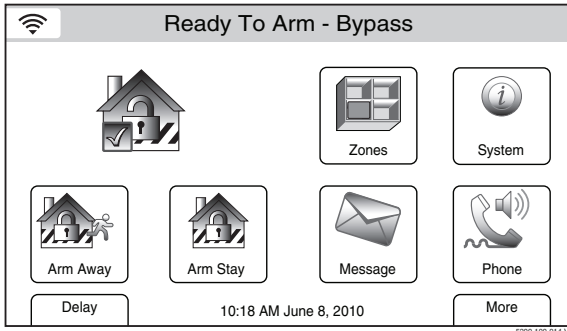 Ready To Arm - Bypass
Zones
System
Arm Away
Arm Stay
Message
Phone
Delay
10:18 AM June 8, 2010
More